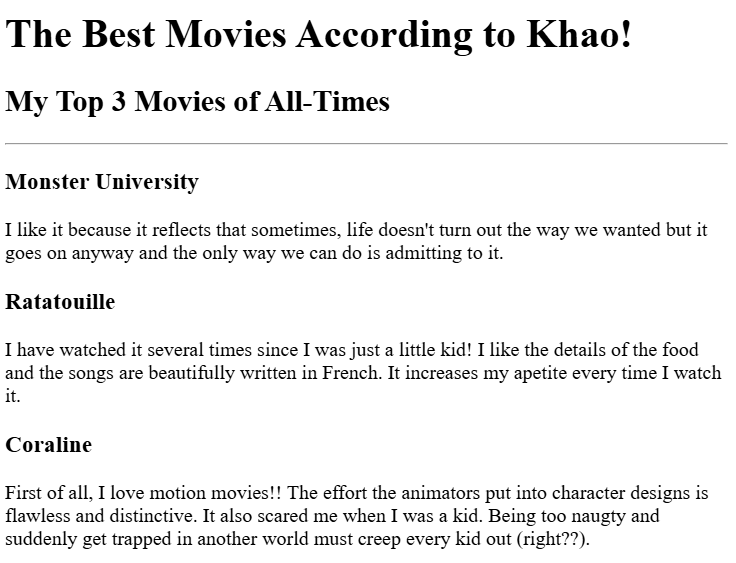 The Best Movies According to Khao!
My Top 3 Movies of All-Times
Monster University
I like it because it reflects that sometimes, life doesn't turn out the way we wanted but it
goes on anyway and the only way we can do is admitting to it.
Ratatouille
I have watched it several times since I was just a little kid! I like the details of the food
and the songs are beautifully written in French. It increases my apetite every time I watch
it.
Coraline
First of all, I love motion movies!! The effort the animators put into character designs is
flawless and distinctive. It also scared me when I was a kid. Being too naugty and
suddenly get trapped in another world must creep every kid out (right??).